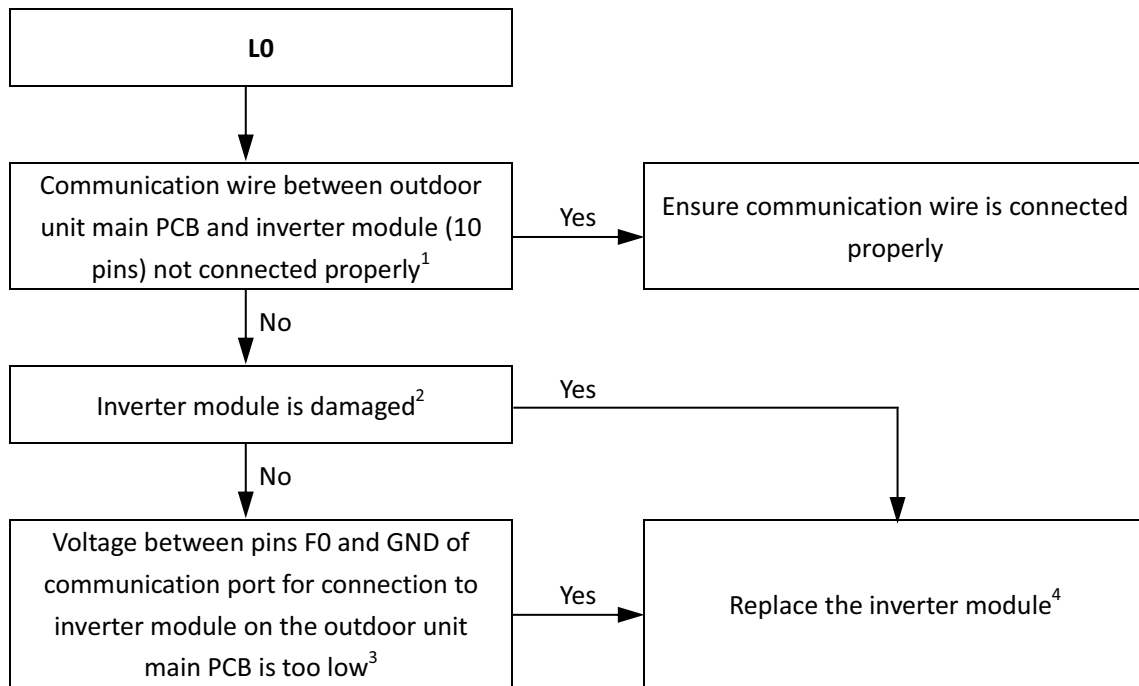 L0
Communication wire between outdoor
unit main PCB and inverter module (10
pins) not connected properly1
Yes
Ensure communication wire is connected
properly
No
Inverter module is damaged2
Yes
No
Voltage between pins F0 and GND of
communication port for connection to
inverter module on the outdoor unit
main PCB is too low3
Yes
Replace the inverter module4